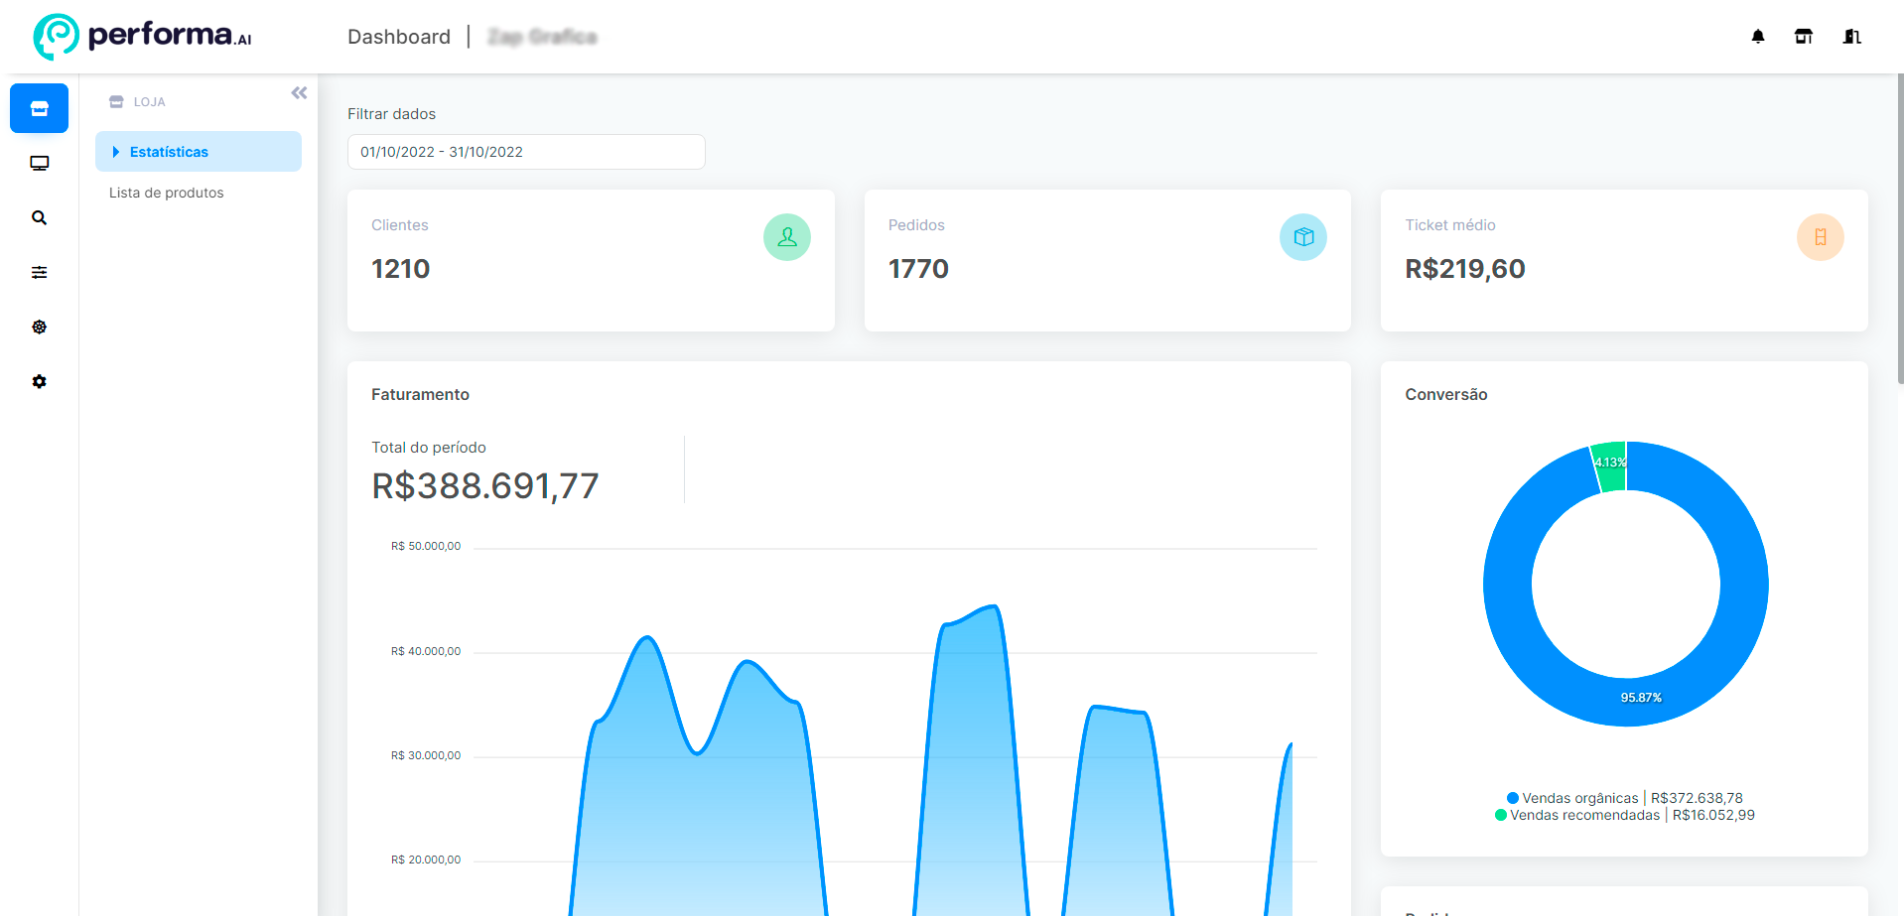 performa.AI
Dashboard |
LOJA
Estatísticas
Lista de produtos
Filtrar dados
01/10/2022 - 31/10/2022
Clientes
1210
Pedidos
1770
Ticket médio
R$219,60
Faturamento
Total do período
R$388.691,77
R$ 50.000,00
R$ 40.000,00
R$ 30.000,00
R$ 20.000,00
Conversão
4.13%
95.87%
Vendas orgânicas | R$372.638,78
Vendas recomendadas | R$16.052,99